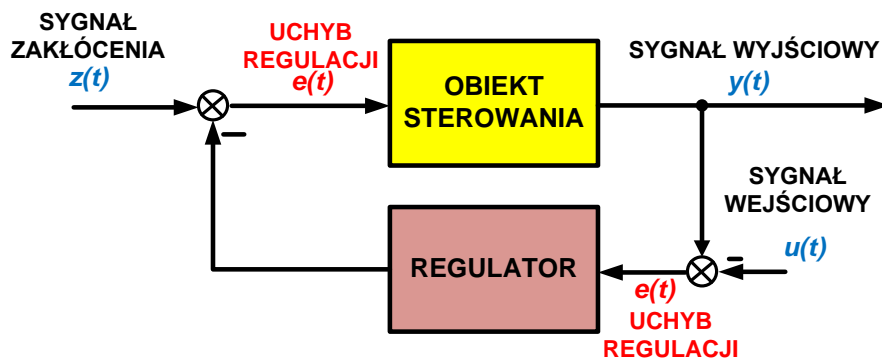 SYGNAŁ
ZAKŁÓCENIA
z(t)
UCHYB
REGULACJI
e(t)
OBIEKT
STEROWANIA
SYGNAŁ WYJŚCIOWY
y(t)
SYGNAŁ
WEJŚCIOWY
u(t)
REGULATOR
e(t)
UCHYB
REGULACJI